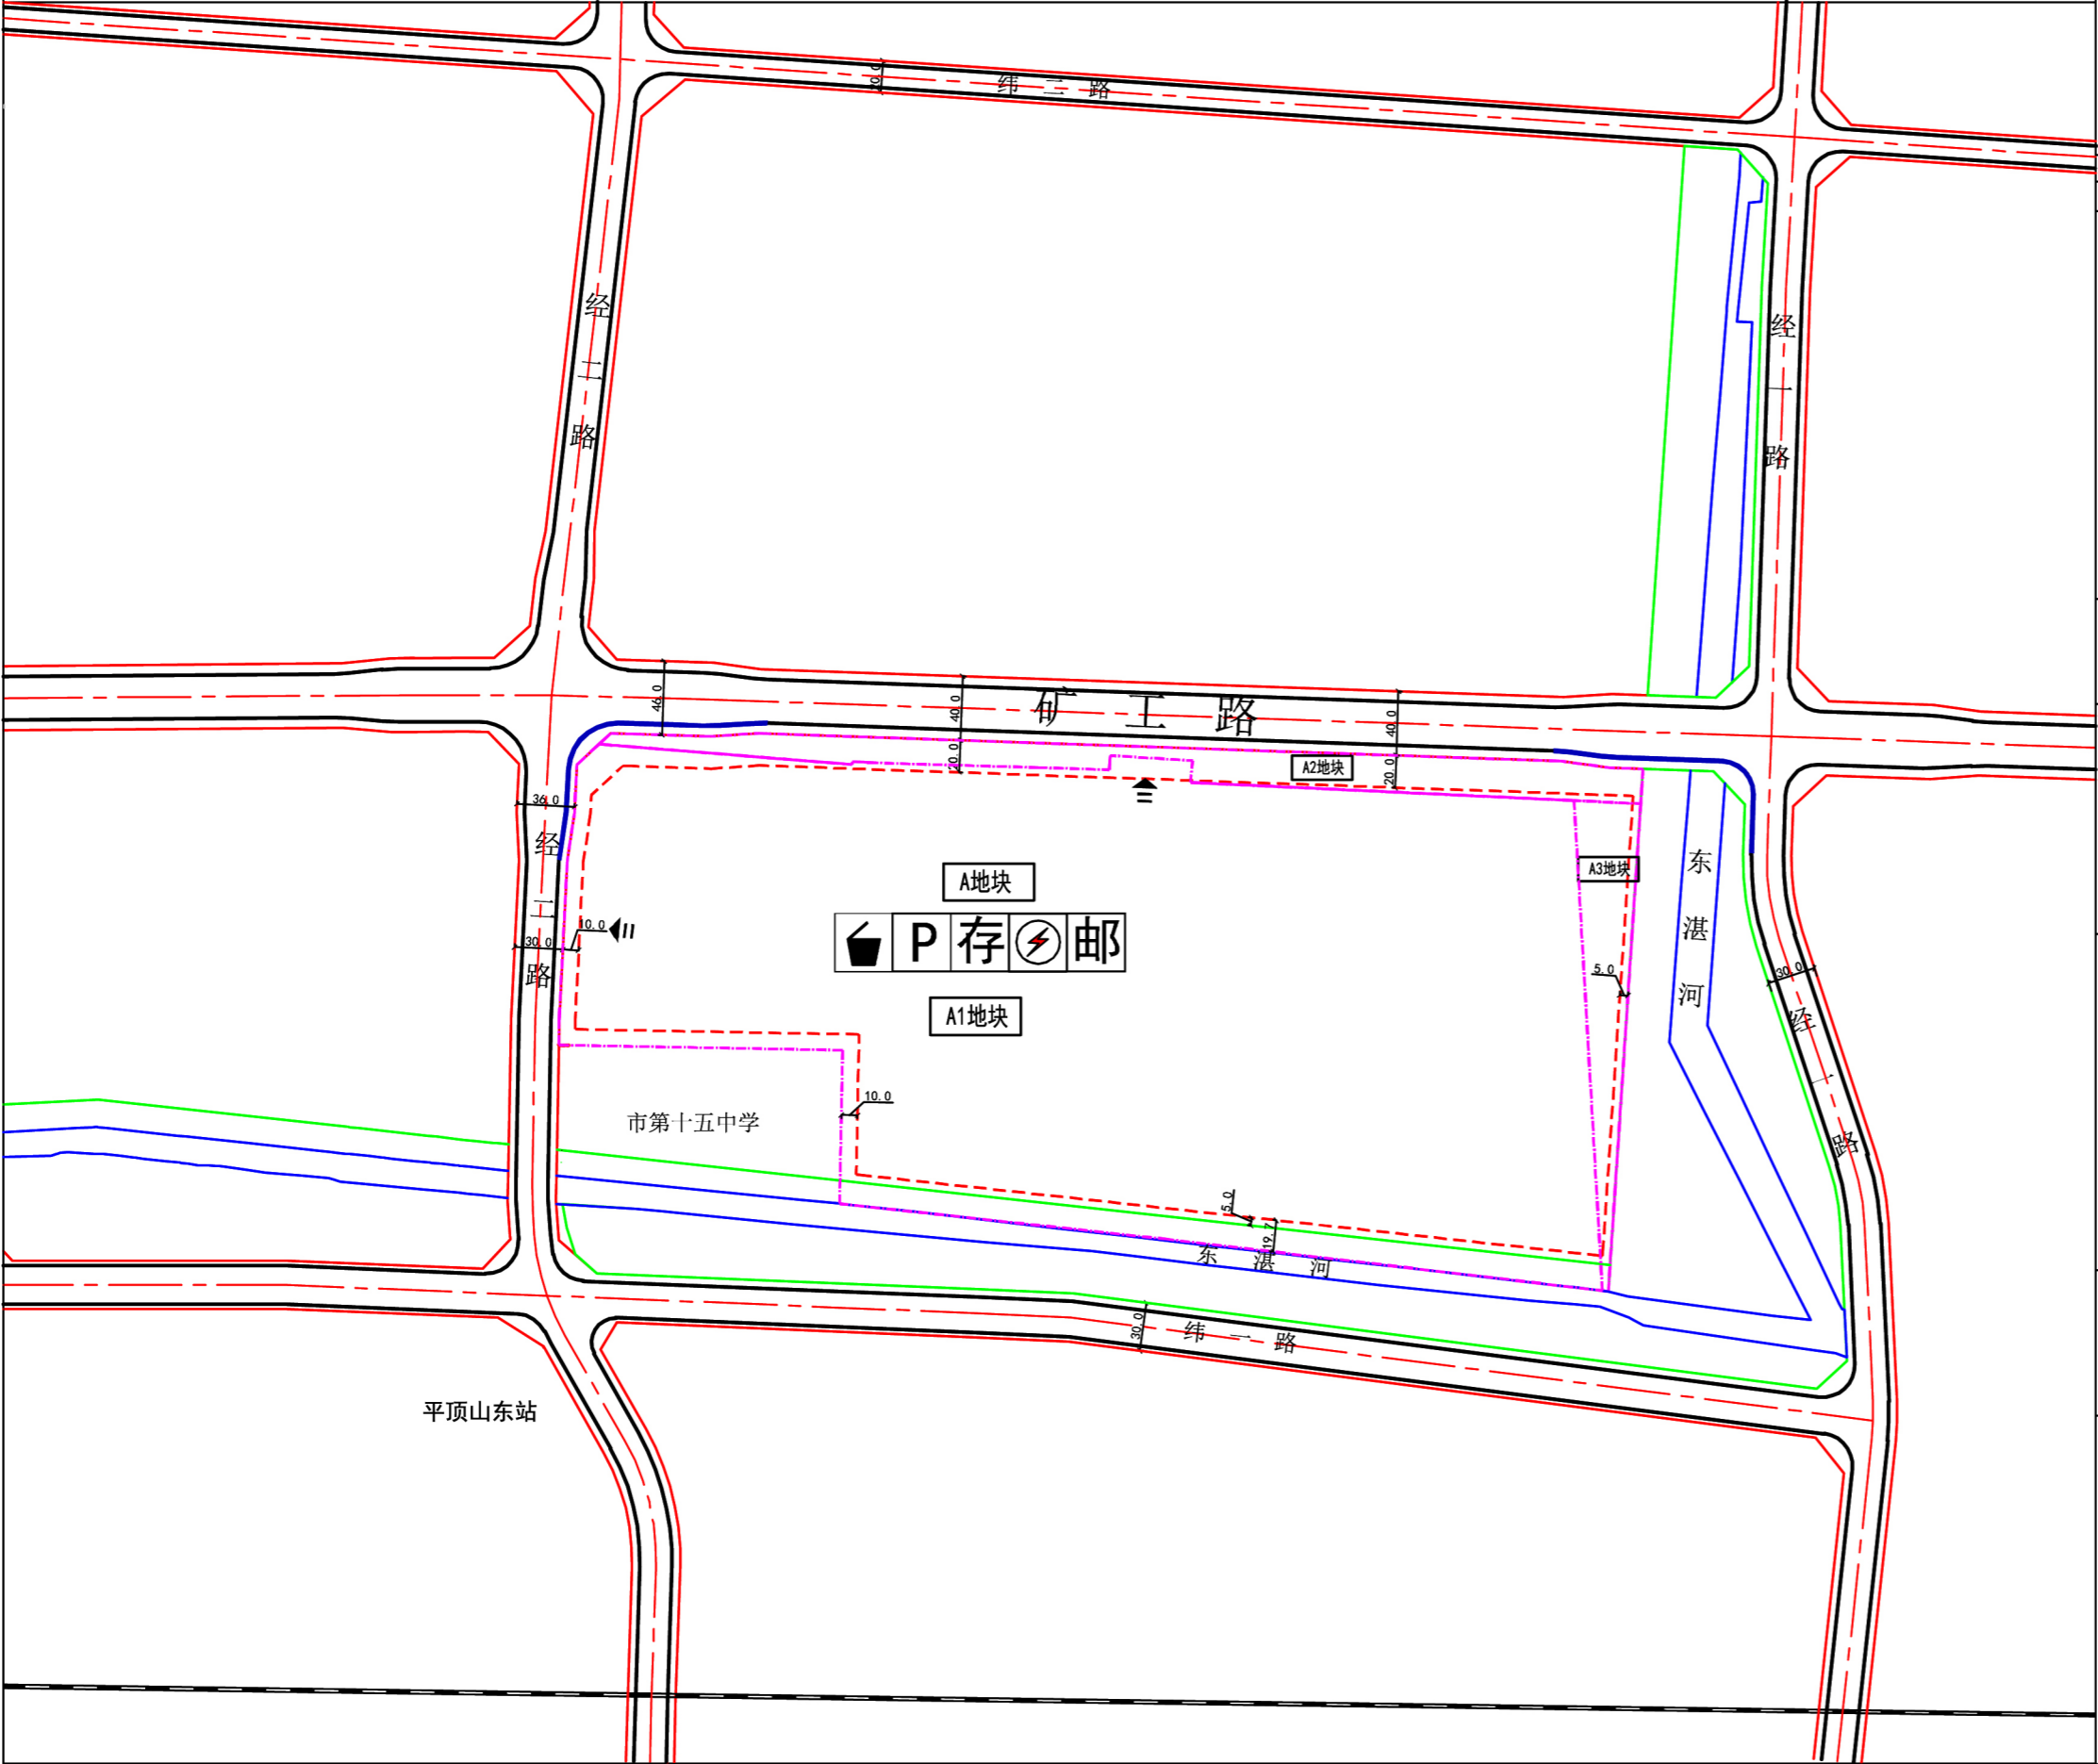 20.0
纬二路
经二路
经一路
46.0
40.0
矿工路
40.0
20.0
A2地块
20.0
36.0
经二路
A地块
A3地块
东湛河
10.0
30.0
P 存 邮
5.0
30.0
A1地块
经一路
10.0
市第十五中学
5.0
19.7
东湛河
30.0
纬一路
平顶山东站